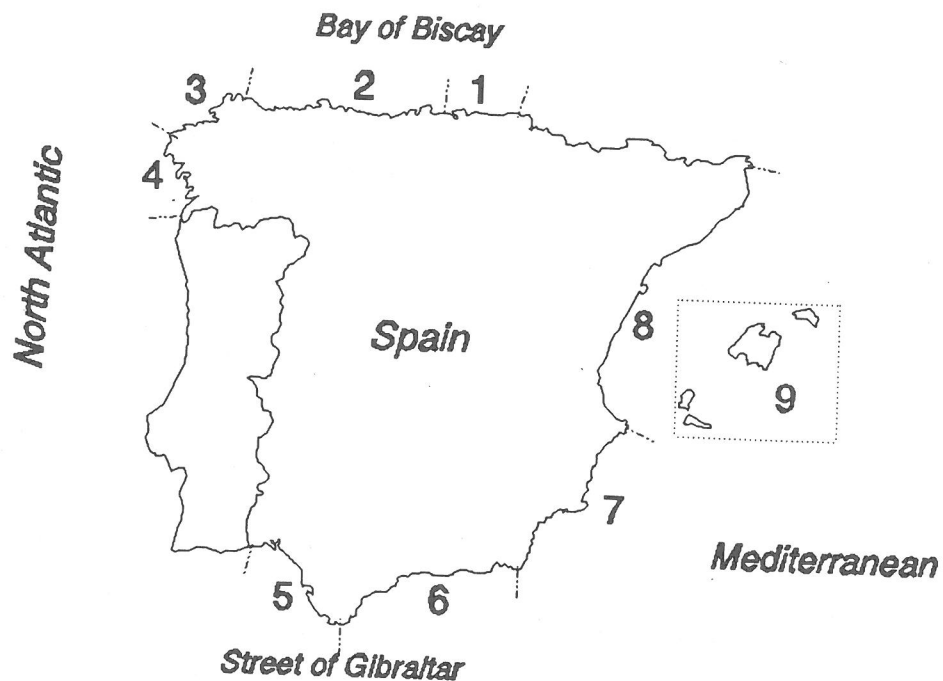 Bay of Biscay
3
2
1
4
North Atlantic
Spain
8
9
7
Mediterranean
5
6
Street of Gibraltar